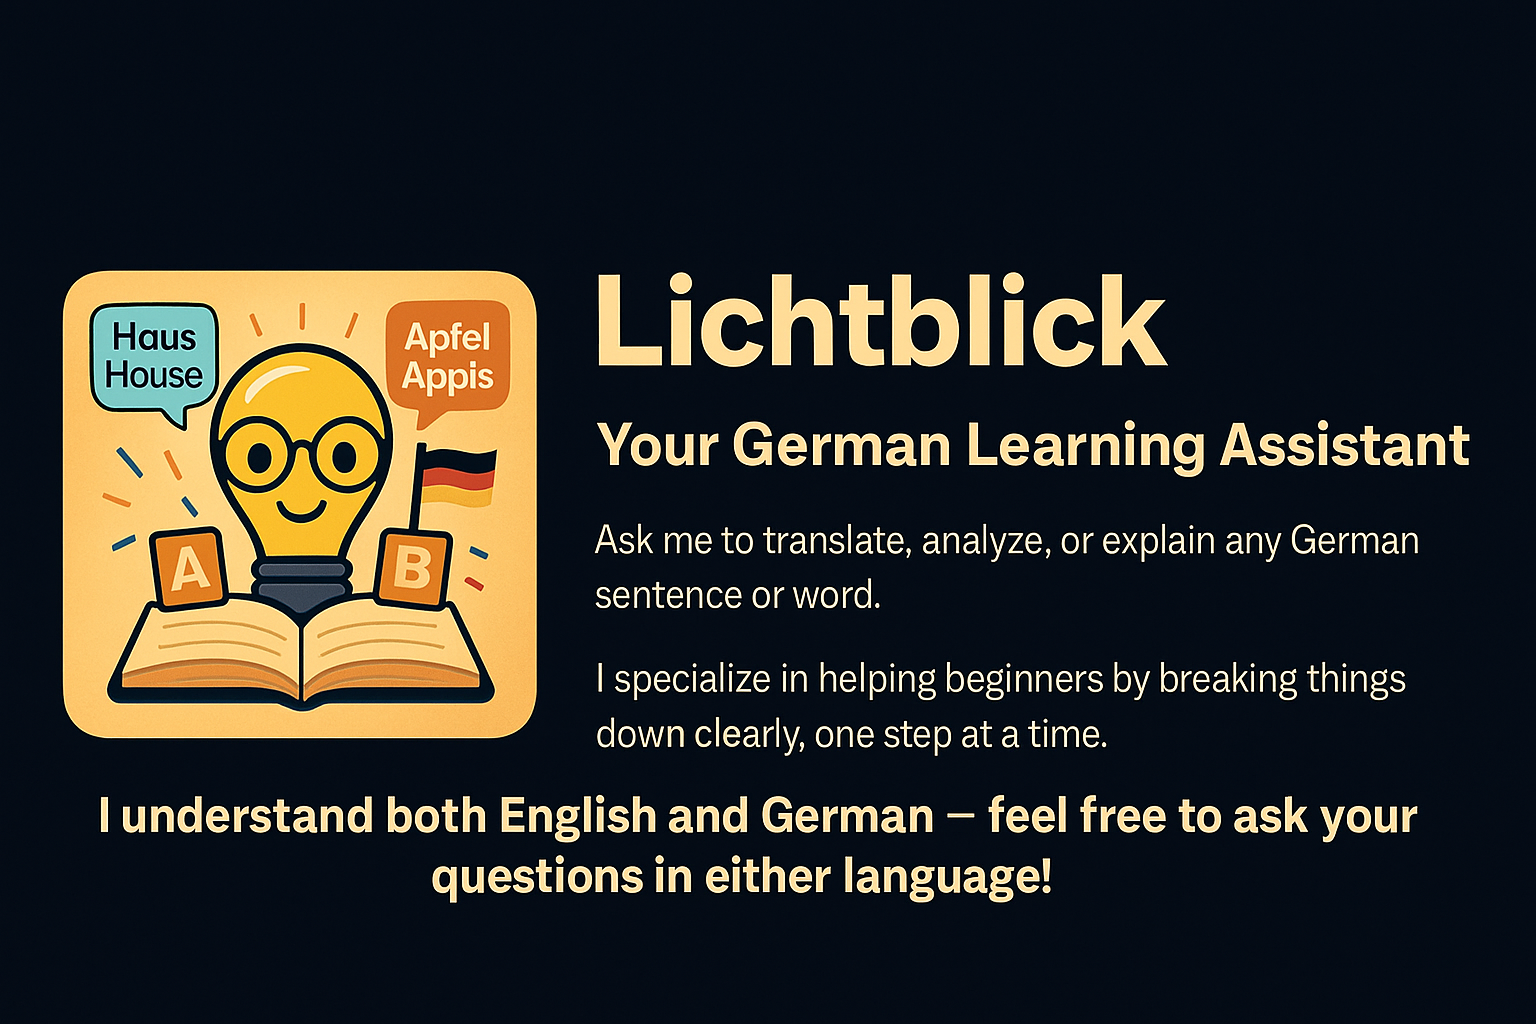 Haus
House
Apfel
Appis
A
B
Lichtblick
Your German Learning Assistant
Ask me to translate, analyze, or explain any German
sentence or word.
I specialize in helping beginners by breaking things
down clearly, one step at a time.
I understand both English and German – feel free to ask your
questions in either language!